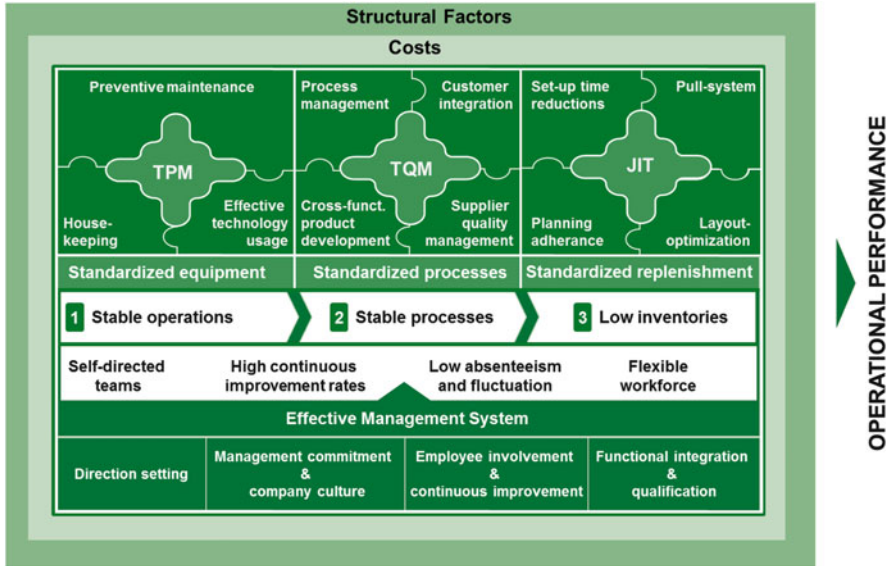 Structural Factors
Costs
Preventive maintenance
TPM
House-
keeping
Effective
technology
usage
Process
management
Customer
integration
TQM
Cross-funct.
product
development
Supplier
quality
management
Set-up time
reductions
Pull-system
JIT
Planning
adherance
Layout-
optimization
Standardized equipment
Standardized processes
Standardized replenishment
1 Stable operations
2 Stable processes
3 Low inventories
Self-directed
teams
High continuous
improvement rates
Low absenteeism
and fluctuation
Flexible
workforce
Effective Management System
Direction setting
Management commitment
&
company culture
Employee involvement
&
continuous improvement
Functional integration
&
qualification
OPERATIONAL PERFORMANCE